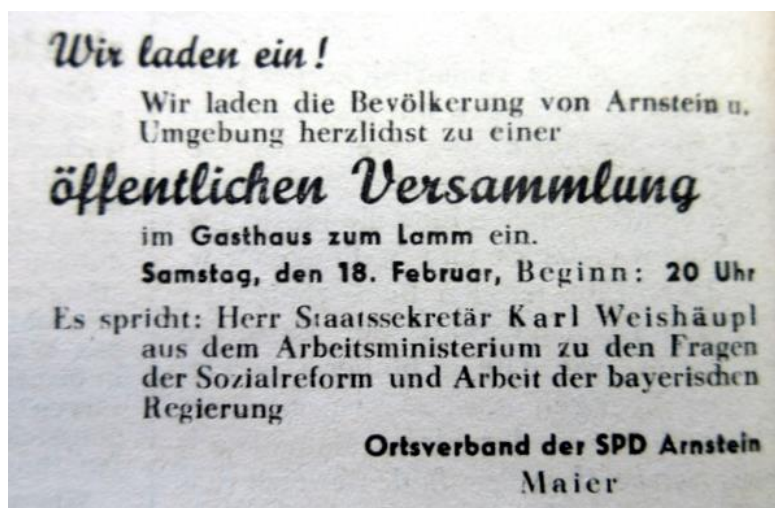 Wir laden ein!
Wir laden die Bevölkerung von Arnstein u.
Umgebung herzlichst zu einer
öffentlichen Versammlung
im Gasthaus zum Lamm ein.
Samstag, den 18. Februar, Beginn: 20 Uhr
Es spricht: Herr Staatssekretär Karl Weishäupl
aus dem Arbeitsministerium zu den Fragen
der Sozialreform und Arbeit der bayerischen
Regierung
Ortsverband der SPD Arnstein
Maier